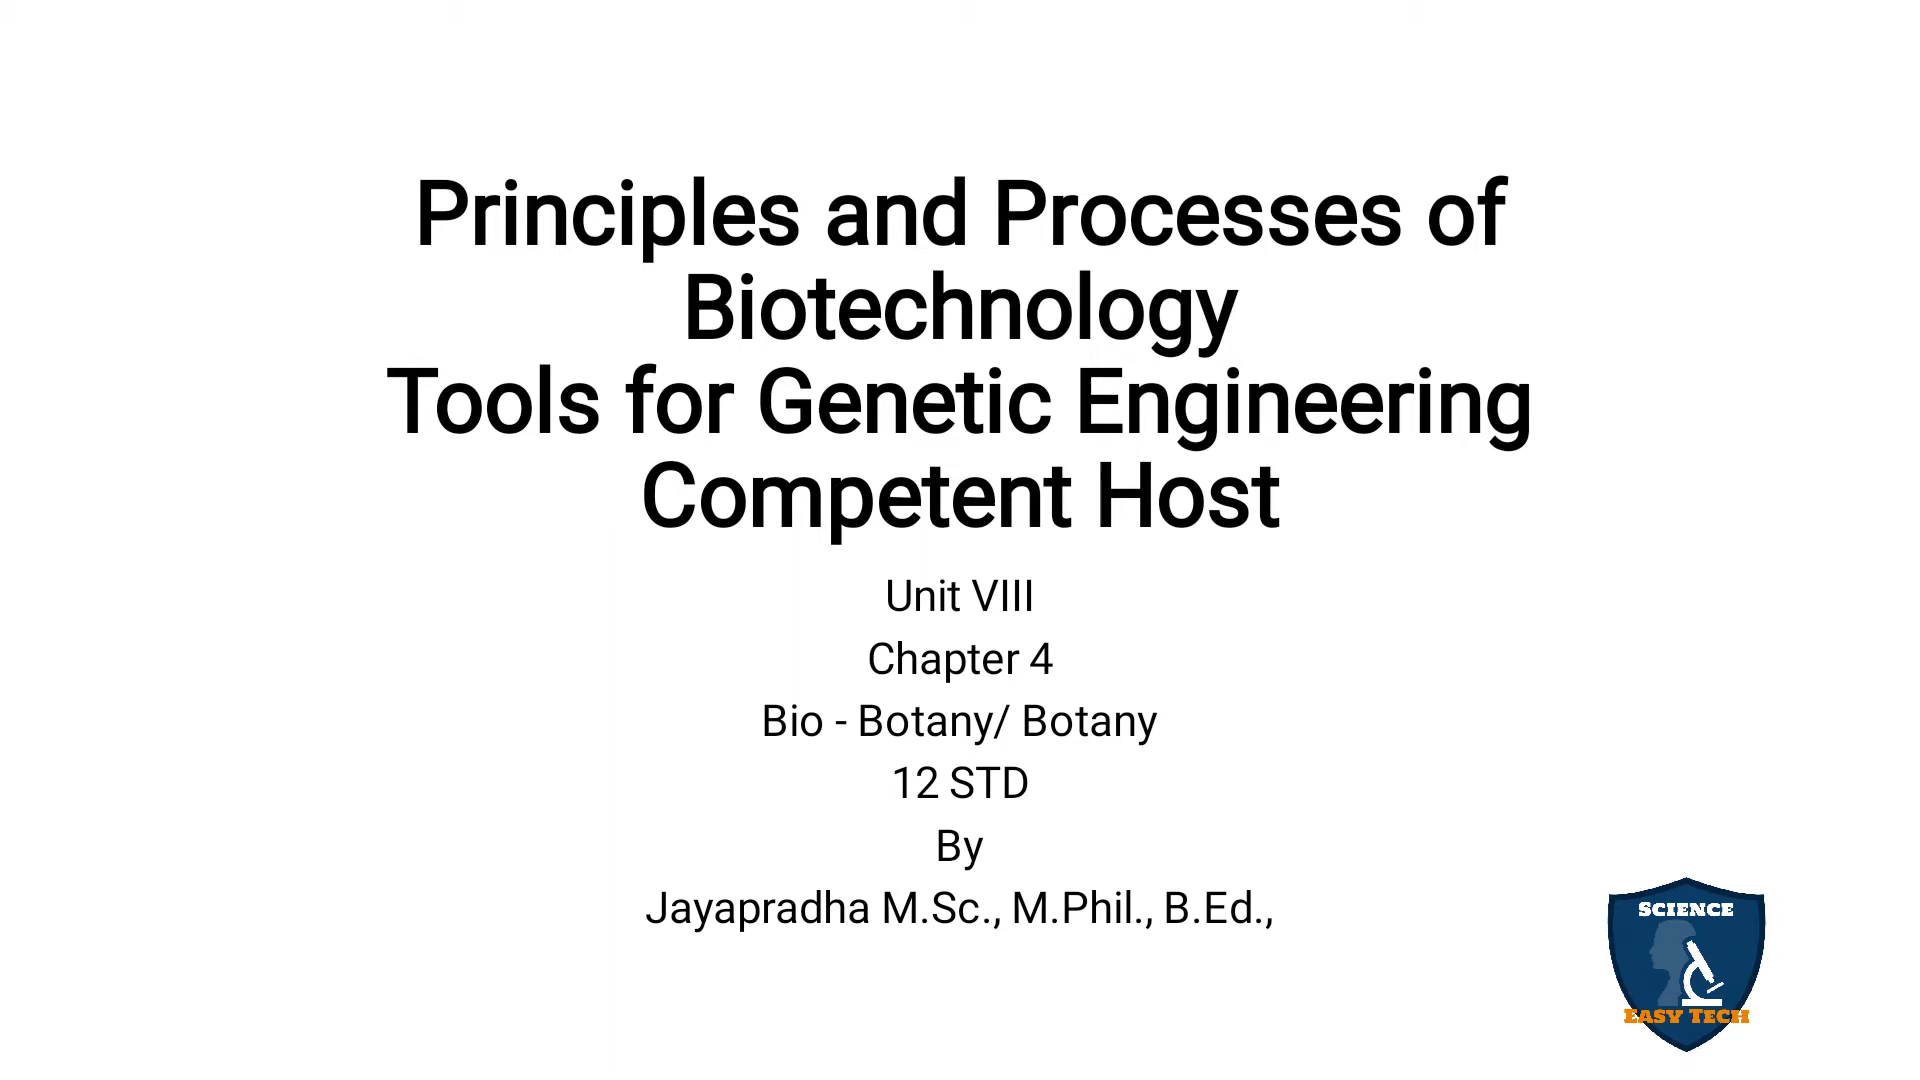 Principles and Processes of
Biotechnology
Tools for Genetic Engineering
Competent Host
Unit VIII
Chapter 4
Bio - Botany/ Botany
12 STD
By
Jayapradha M.Sc., M.Phil., B.Ed.,
SCIENCE
EASY TECH